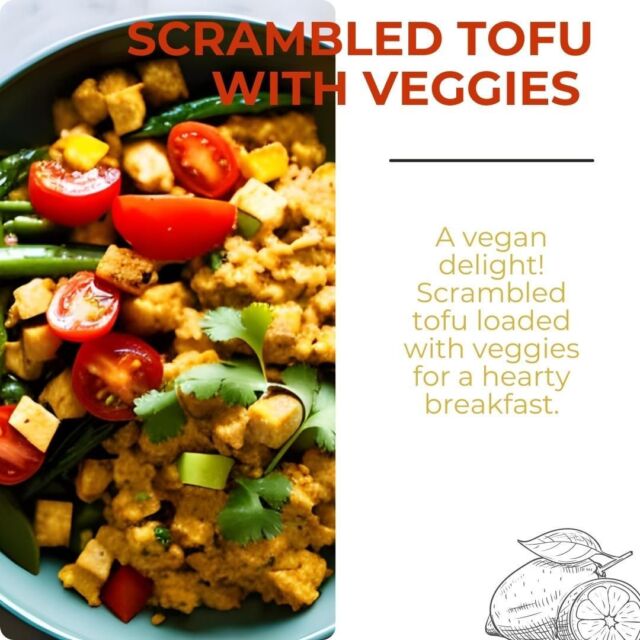 SCRAMBLED TOFU
WITH VEGGIES
A vegan
delight!
Scrambled
tofu loaded
with veggies
for a hearty
breakfast.